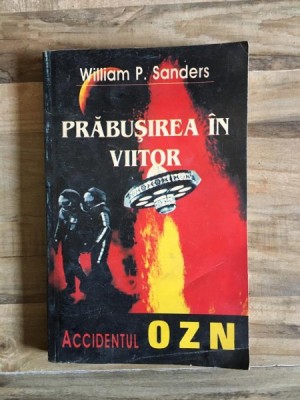 William P. Sanders
PRĂBUȘIREA ÎN
VIITOR
ACCIDENTUL OZN